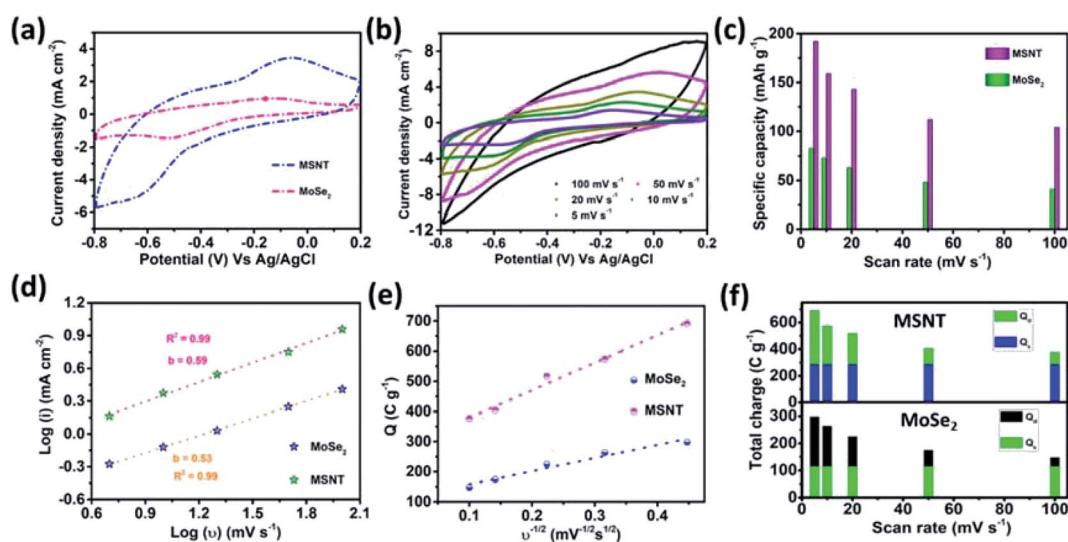 (a)
Current density (mA cm⁻²)
4
2
0
-2
-4
-6
MSNT
MoSe₂
-0.8 -0.6 -0.4 -0.2 0.0 0.2
Potential (V) Vs Ag/AgCl
(b)
Current density (mA cm⁻²)
8
4
0
-4
-8
-12
100 mV s⁻¹ 50 mV s⁻¹
20 mV s⁻¹ 10 mV s⁻¹
5 mV s⁻¹
-0.8 -0.6 -0.4 -0.2 0.0 0.2
Potential (V) Vs Ag/AgCl
(c)
Specific capacity (mAh g⁻¹)
200
150
100
50
0
MSNT
MoSe₂
0 20 40 60 80 100
Scan rate (mV s⁻¹)
(d)
Log (i) (mA cm⁻²)
1.2
0.9
0.6
0.3
0.0
-0.3
-0.6
R² = 0.99
b = 0.59
b = 0.53
R² = 0.99
MoSe₂
MSNT
0.6 0.9 1.2 1.5 1.8 2.1
Log (υ) (mV s⁻¹)
(e)
Q (C g⁻¹)
800
700
600
500
400
300
200
100
MoSe₂
MSNT
0.1 0.2 0.3 0.4
υ⁻¹/² (mV⁻¹/²s¹/²)
(f)
Total charge (C g⁻¹)
600
450
300
150
0
MSNT
300
200
100
0
MoSe₂
0 20 40 60 80 100
Scan rate (mV s⁻¹)